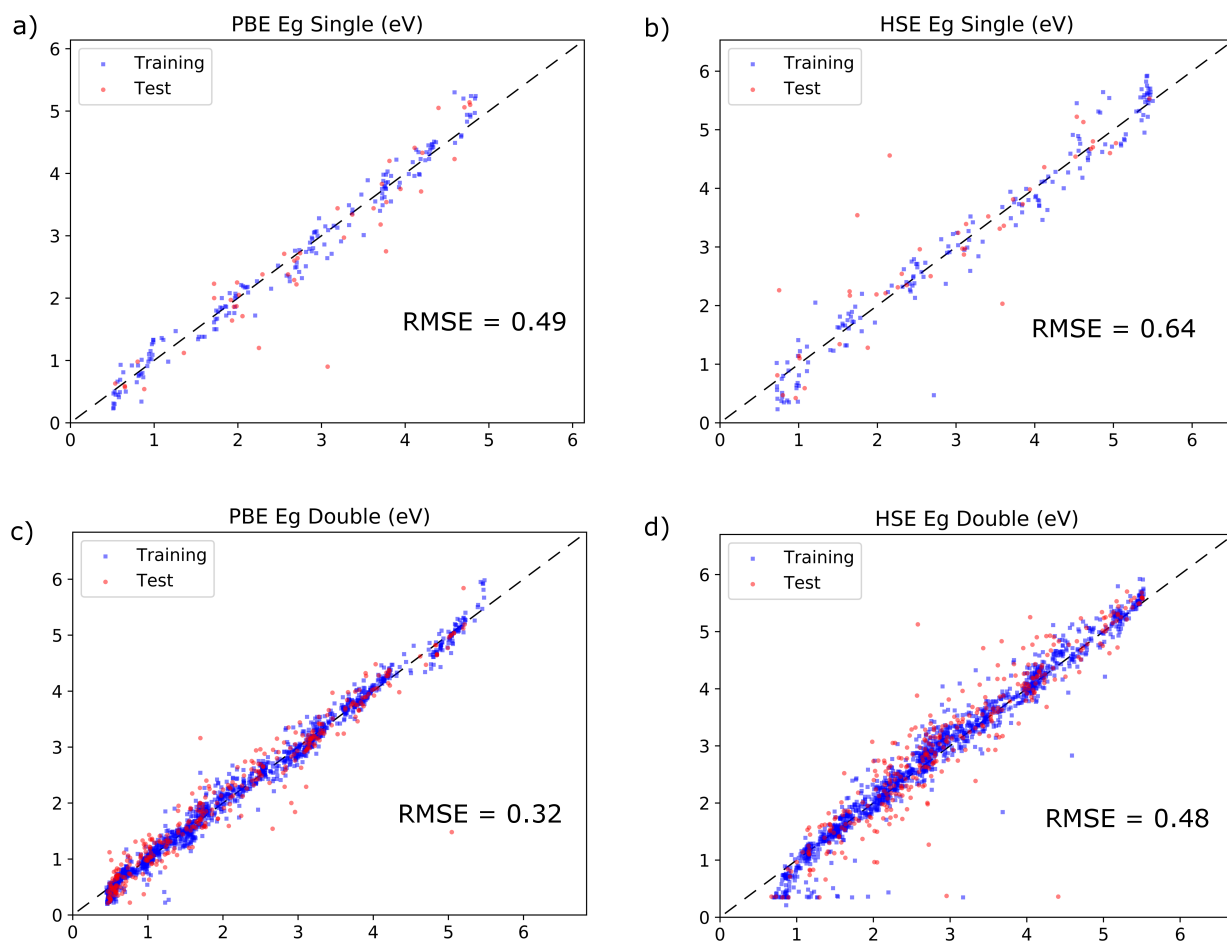 a)
PBE Eg Single (eV)
Training
Test
6
5
4
3
2
1
0
RMSE = 0.49
0 1 2 3 4 5 6
b)
HSE Eg Single (eV)
Training
Test
6
5
4
3
2
1
0
RMSE = 0.64
0 1 2 3 4 5 6
c)
PBE Eg Double (eV)
Training
Test
6
5
4
3
2
1
0
RMSE = 0.32
0 1 2 3 4 5 6
d)
HSE Eg Double (eV)
Training
Test
6
5
4
3
2
1
0
RMSE = 0.48
0 1 2 3 4 5 6